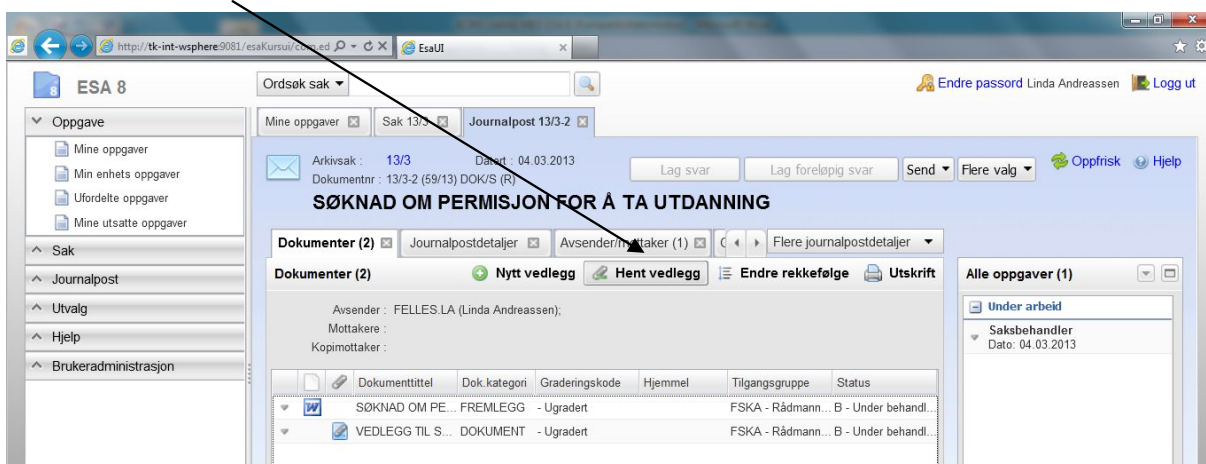 http://tk-int-wsphere:9081/esaKursui/com.ed
EsaUI
ESA 8
Ordsøk sak
Endre passord Linda Andreassen Logg ut
Oppgave
Mine oppgaver
Min enhets oppgaver
Ufordelte oppgaver
Mine utsatte oppgaver
Sak
Journalpost
Utvalg
Hjelp
Brukeradministrasjon
Mine oppgaver Sak 13/3 Journalpost 13/3-2
Arkivsak : 13/3 Datert : 04.03.2013
Dokumentnr : 13/3-2 (59/13) DOK/S (R)
Lag svar Lag foreløpig svar Send Flere valg Oppfrisk Hjelp
SØKNAD OM PERMISJON FOR Å TA UTDANNING
Dokumenter (2) Journalpostdetaljer Avsender/mottaker (1) Flere journalpostdetaljer
Dokumenter (2) Nytt vedlegg Hent vedlegg Endre rekkefølge Utskrift
Avsender : FELLES.LA (Linda Andreassen);
Mottakere :
Kopimottaker :
Dokumenttittel Dok.kategori Graderingskode Hjemmel Tilgangsgruppe Status
SØKNAD OM PE... FREMLEGG - Ugradert FSKA - Rådmann... B - Under behandl...
VEDLEGG TIL S... DOKUMENT - Ugradert FSKA - Rådmann... B - Under behandl...
Alle oppgaver (1)
Under arbeid
Saksbehandler
Dato: 04.03.2013